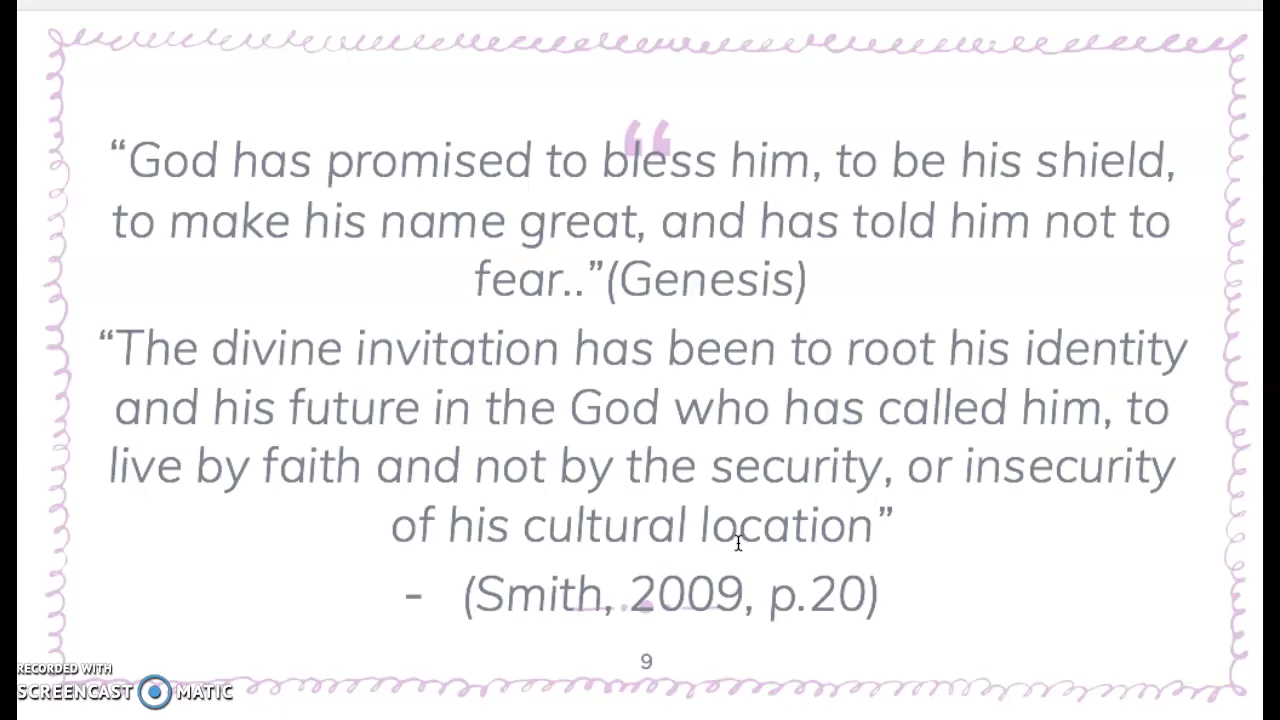 “God has promised to bless him, to be his shield,
to make his name great, and has told him not to
fear..”(Genesis)
“The divine invitation has been to root his identity
and his future in the God who has called him, to
live by faith and not by the security, or insecurity
of his cultural location”
- (Smith, 2009, p.20)
9
RECORDED WITH
SCREENCAST MATIC